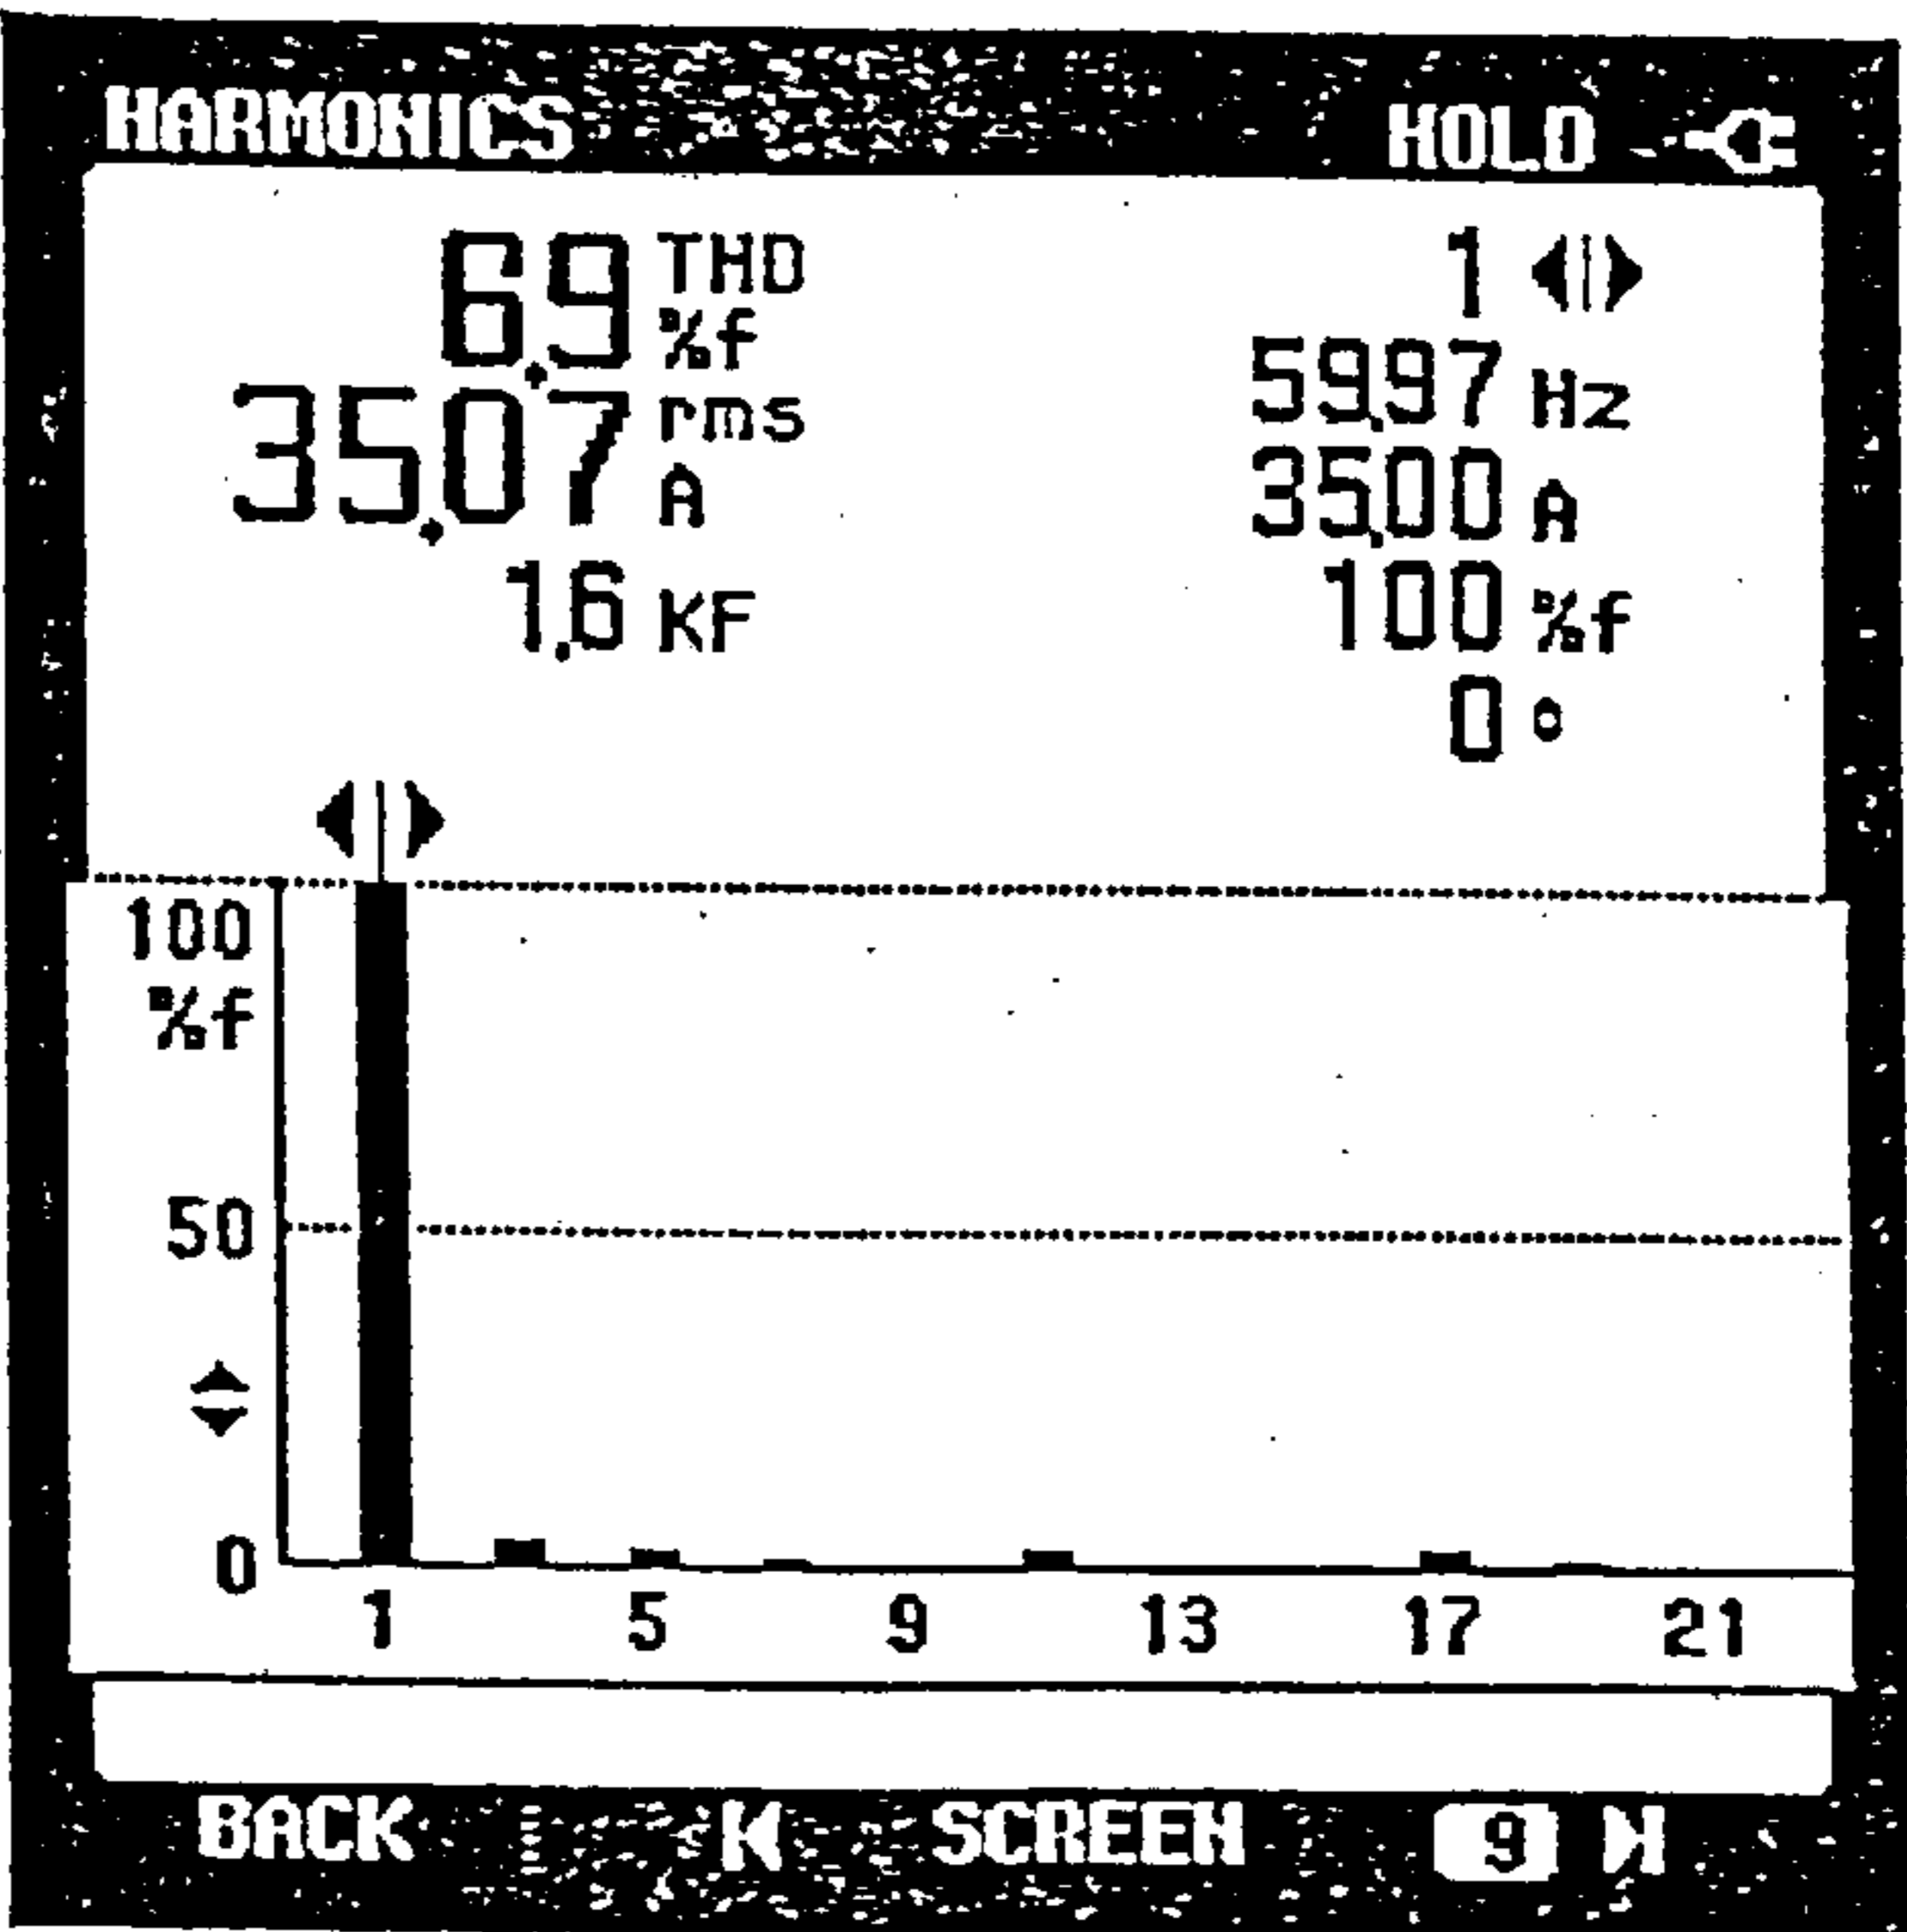 HARMONICS HOLD
6.9 THD %f
35.07 rms A
1.6 KF
1
59.97 Hz
35.00 A
100 %f
0°
100
%f
50
0
1 5 9 13 17 21
BACK K SCREEN 9